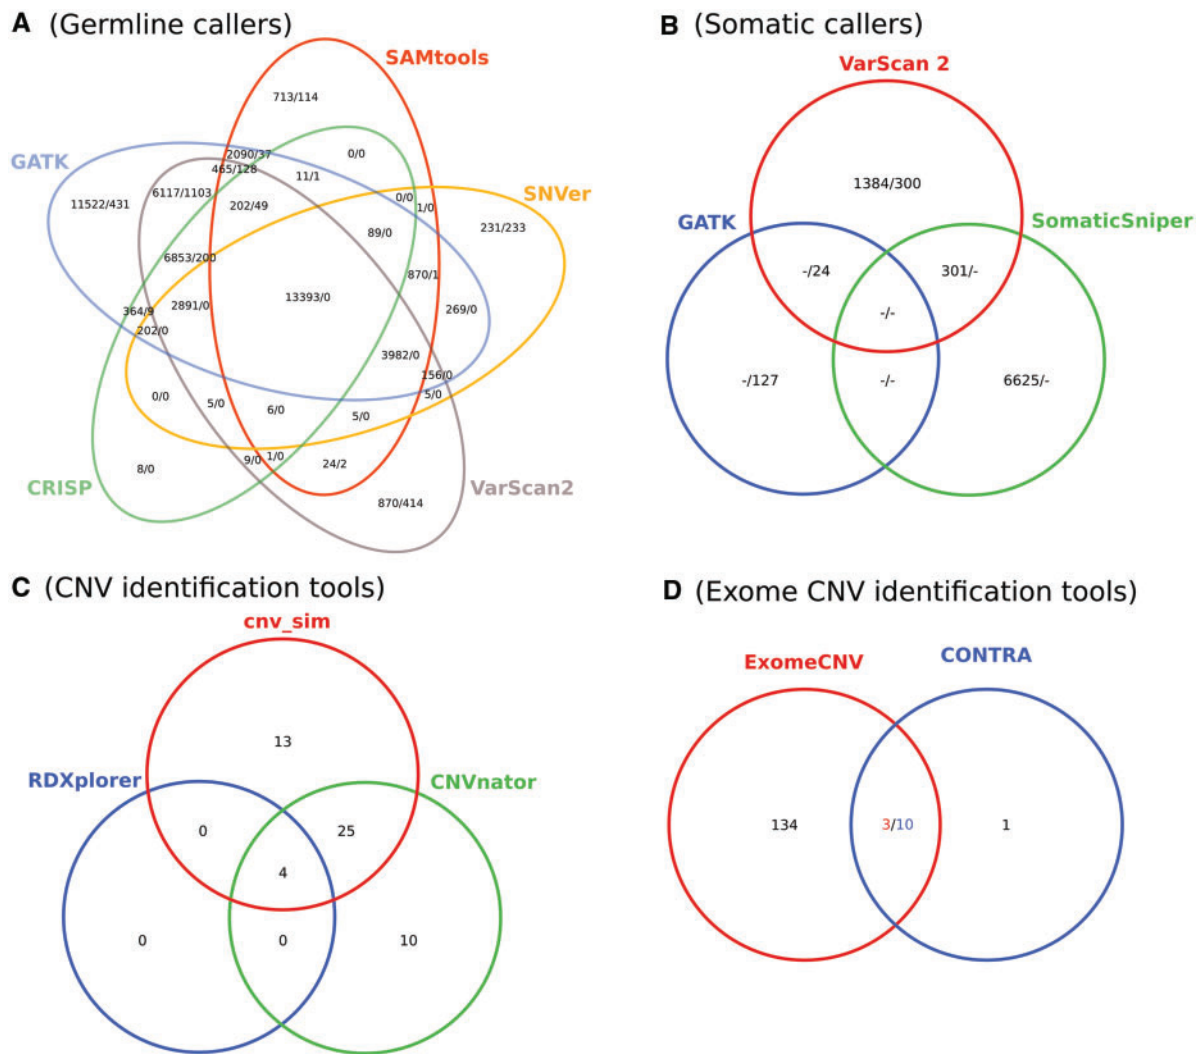 A (Germline callers)
SAMtools
713/114
GATK
2090/37
465/128
0/0
11/1
6117/1103
11522/431
202/49
0/0
1/0
SNVer
231/233
89/0
6853/200
870/1
364/9
2891/0
13393/0
269/0
202/0
3982/0
156/0
5/0
0/0
5/0
6/0
5/0
8/0
9/0
1/0
24/2
CRISP
VarScan2
870/414
B (Somatic callers)
VarScan 2
1384/300
GATK
SomaticSniper
-/24
301/-
-/-
-/127
-/-
6625/-
C (CNV identification tools)
cnv_sim
13
RDXplorer
CNVnator
0
25
4
0
0
10
D (Exome CNV identification tools)
ExomeCNV
CONTRA
134
3/10
1